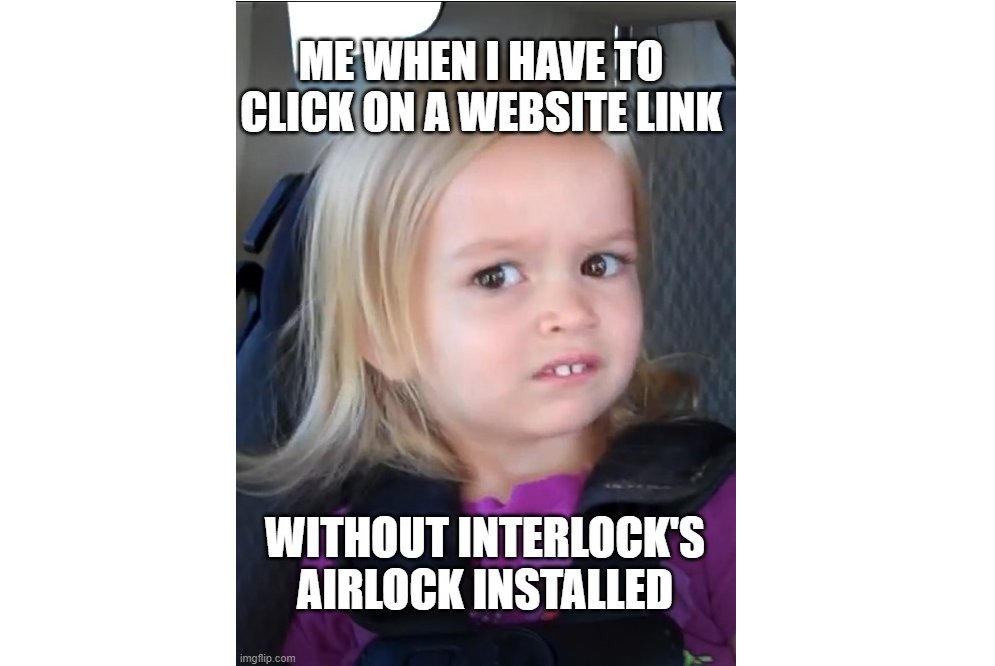 ME WHEN I HAVE TO
CLICK ON A WEBSITE LINK
WITHOUT INTERLOCK'S
AIRLOCK INSTALLED
imgflip.com